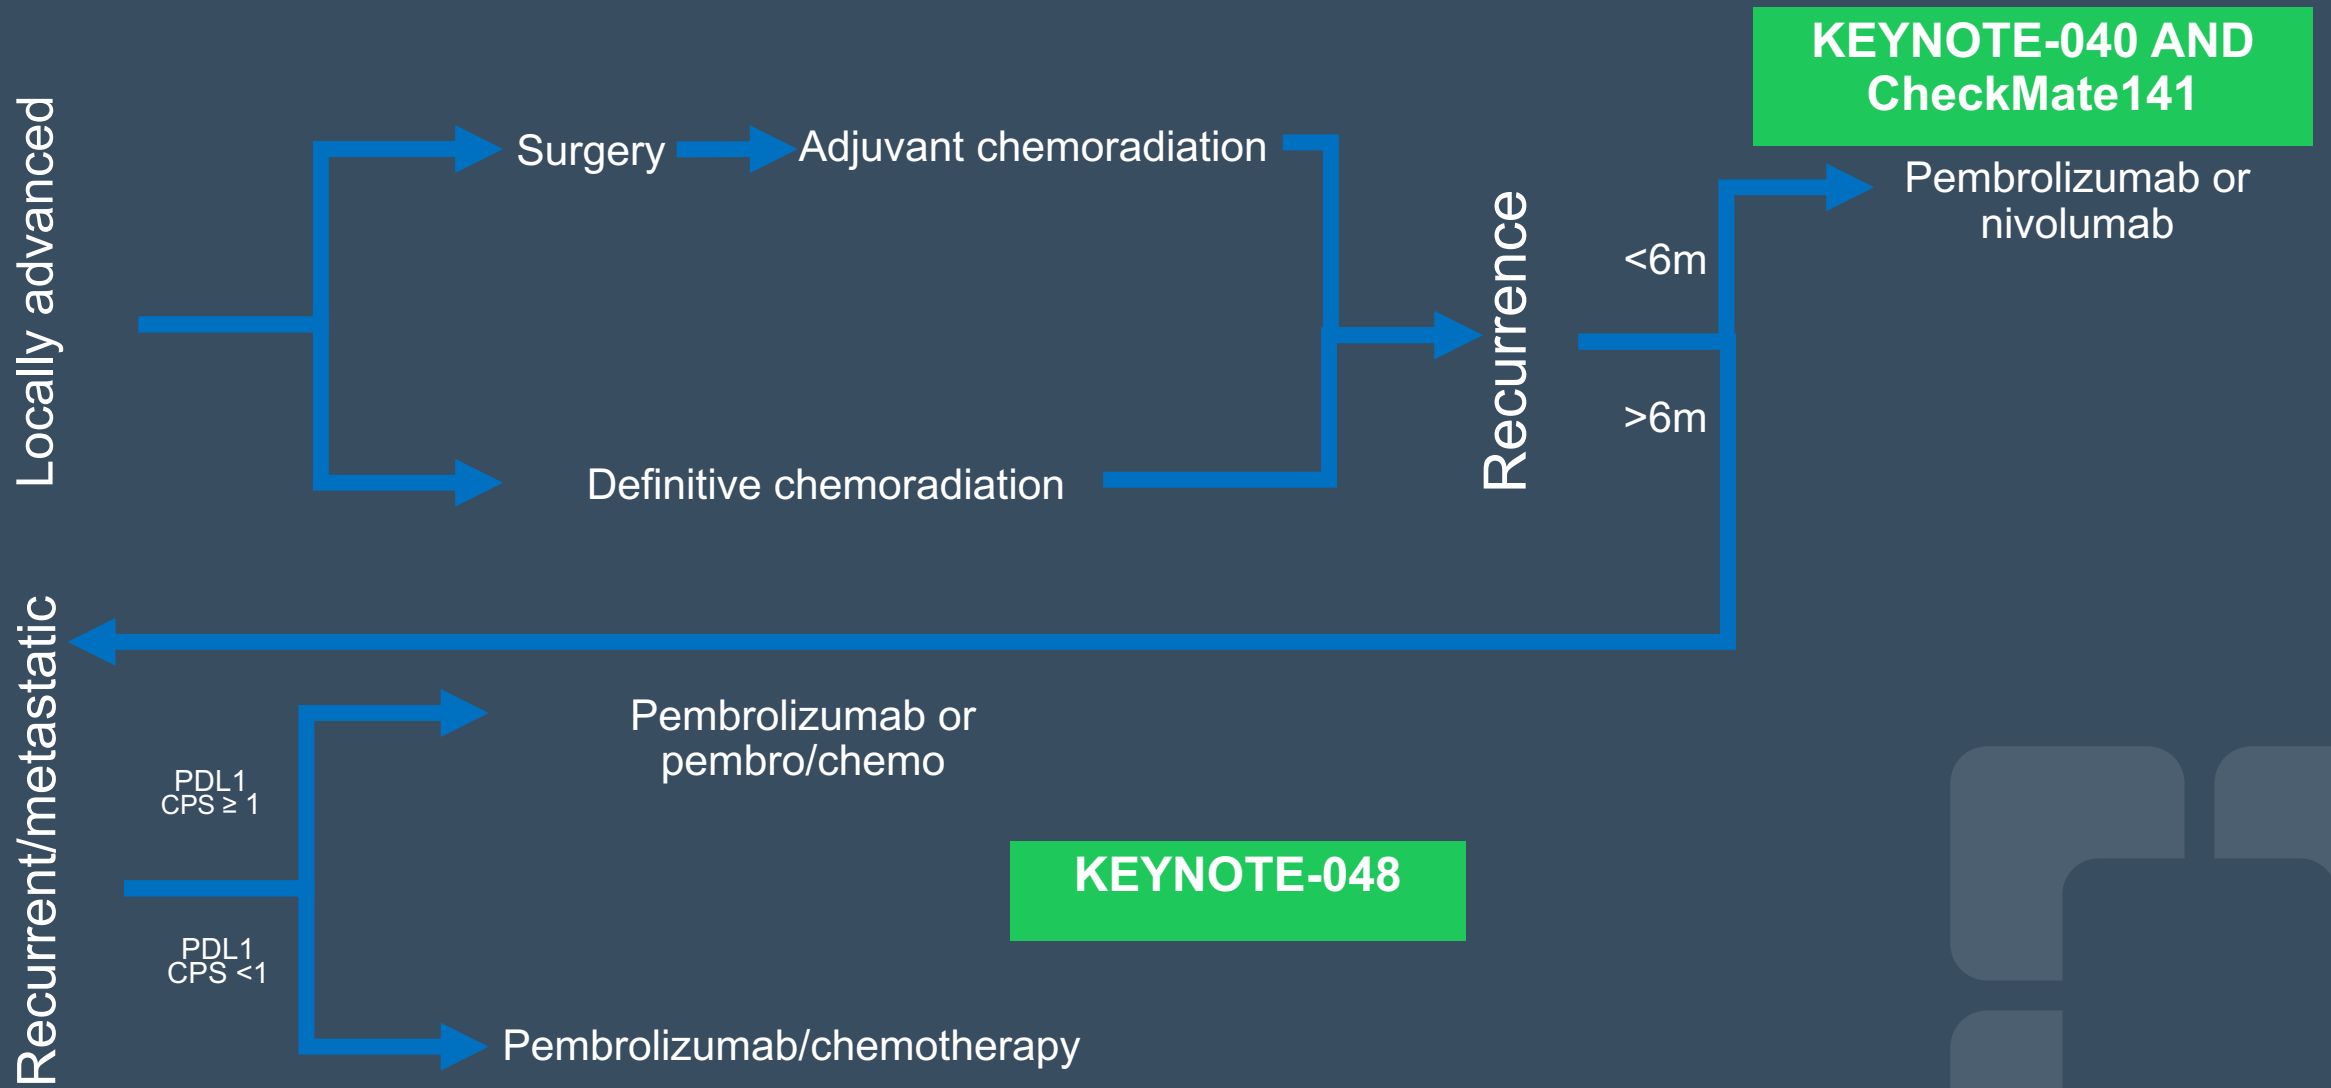 KEYNOTE-040 AND
CheckMate141
Locally advanced
Surgery
Adjuvant chemoradiation
Definitive chemoradiation
Recurrence
<6m
>6m
Pembrolizumab or
nivolumab
Recurrent/metastatic
PDL1
CPS ≥ 1
PDL1
CPS <1
Pembrolizumab or
pembro/chemo
KEYNOTE-048
Pembrolizumab/chemotherapy